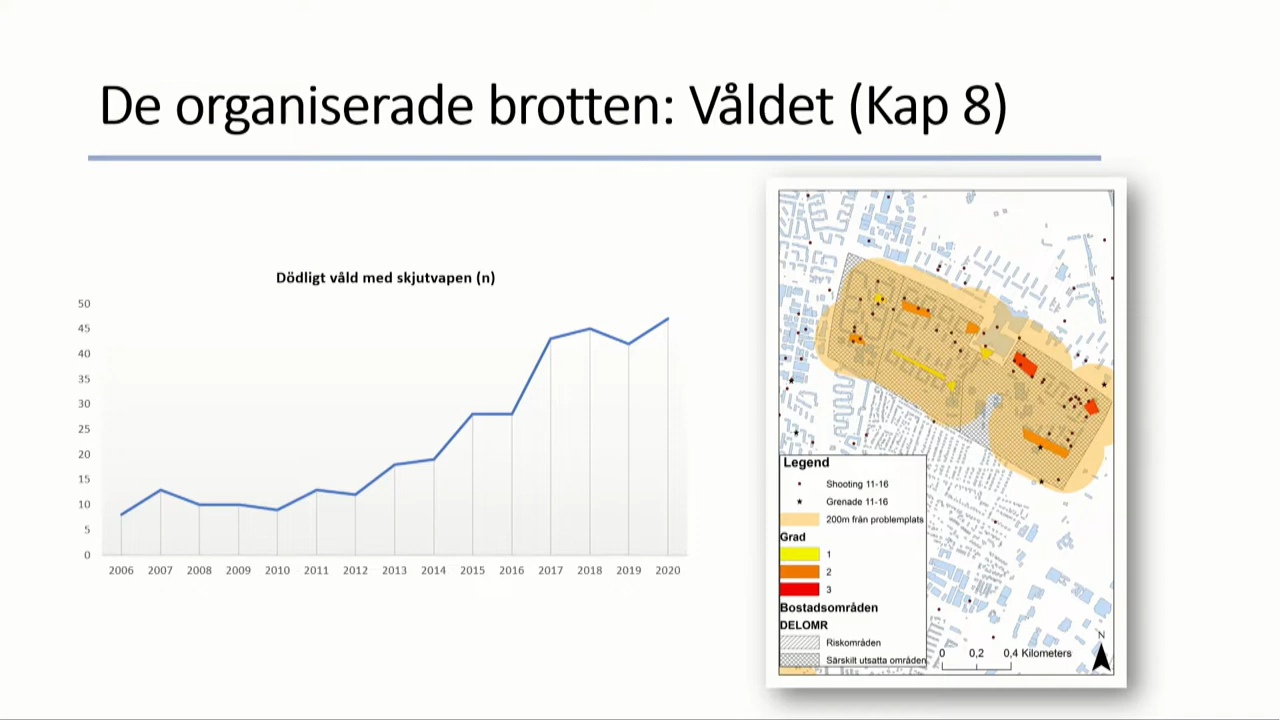 De organiserade brotten: Våldet (Kap 8)
Dödligt våld med skjutvapen (n)
50
45
40
35
30
25
20
15
10
5
0
2006 2007 2008 2009 2010 2011 2012 2013 2014 2015 2016 2017 2018 2019 2020
Legend
Shooting 11-16
Grenade 11-16
200m från problemplats
Grad
1
2
3
Bostadsområden
DELOMR
Riskområden
Särskilt utsatta områden
0 0,2 0,4 Kilometers
N